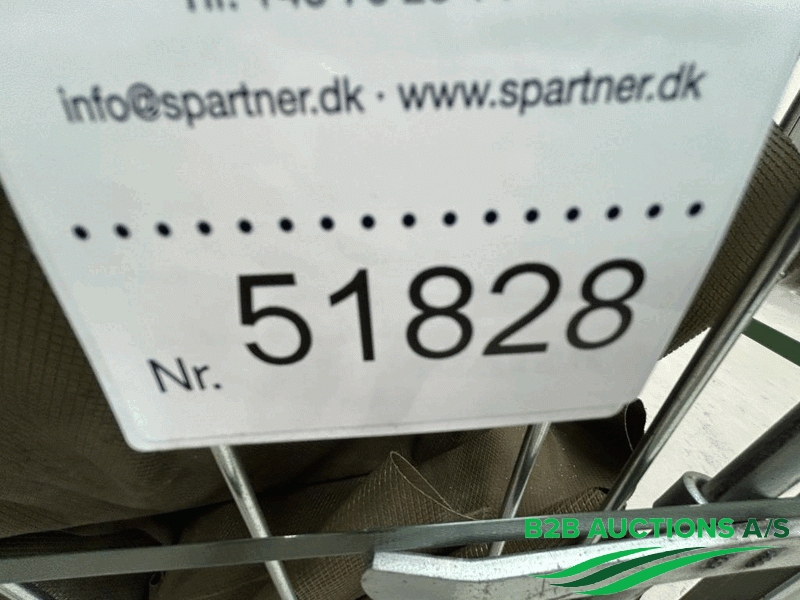 info@spartner.dk · www.spartner.dk
Nr. 51828
B2B AUCTIONS A/S